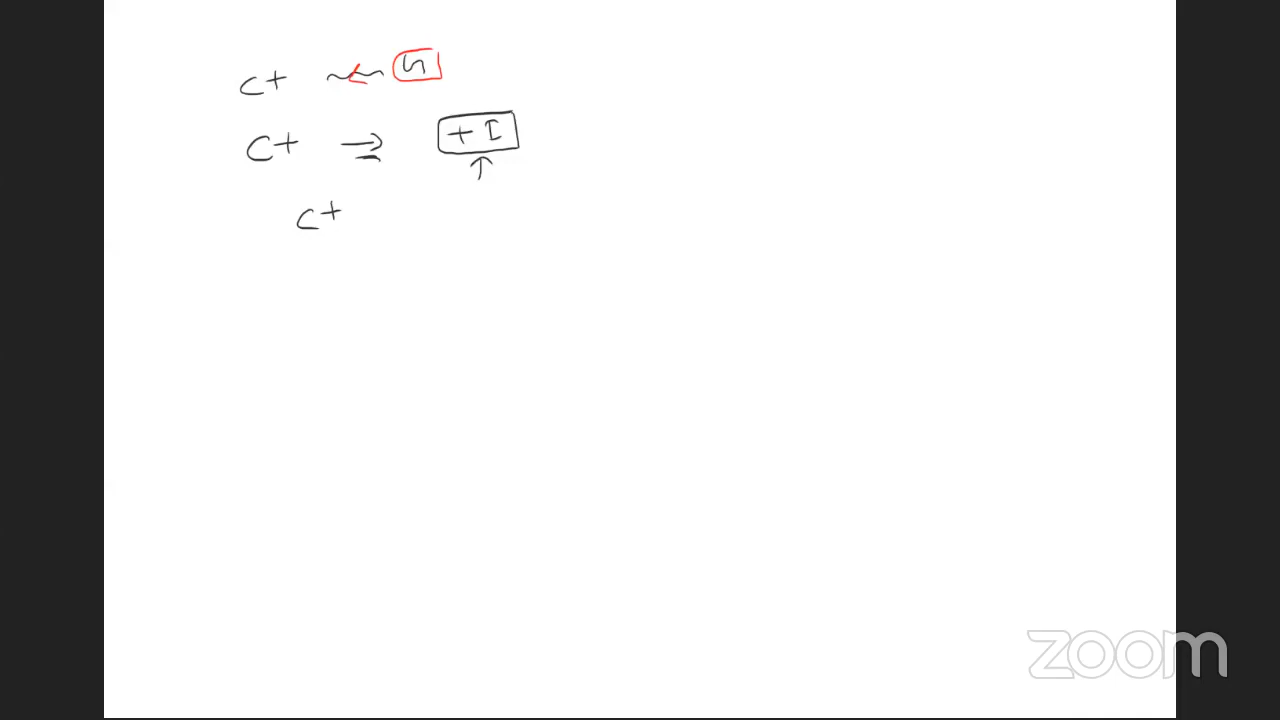 C+ G
C+ → + I ↑
C+
zoom